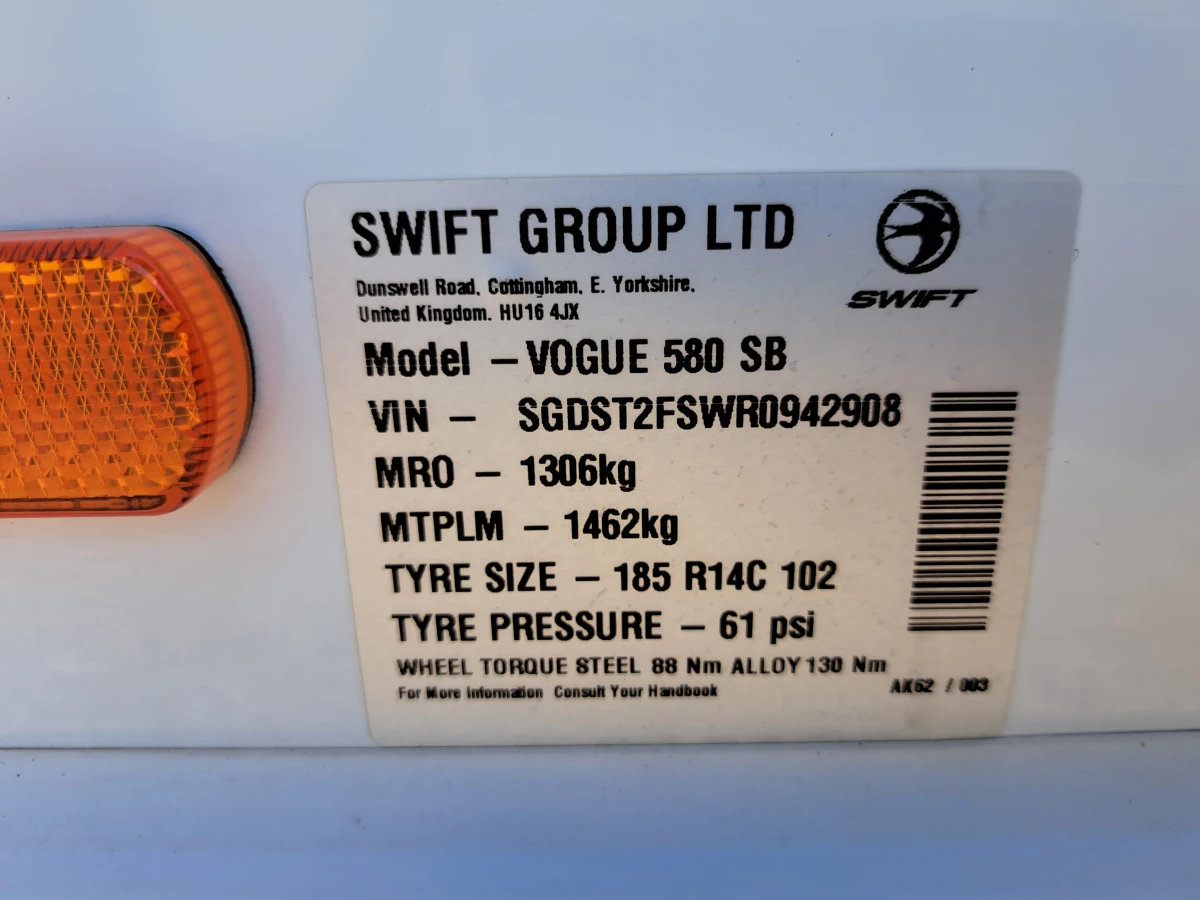 SWIFT GROUP LTD
SWIFT
Dunswell Road, Cottingham, E. Yorkshire,
United Kingdom. HU16 4JX
Model – VOGUE 580 SB
VIN – SGDST2FSWR0942908
MRO – 1306kg
MTPLM – 1462kg
TYRE SIZE – 185 R14C 102
TYRE PRESSURE – 61 psi
WHEEL TORQUE STEEL 88 Nm ALLOY 130 Nm
For More Information Consult Your Handbook
AK62 / 003